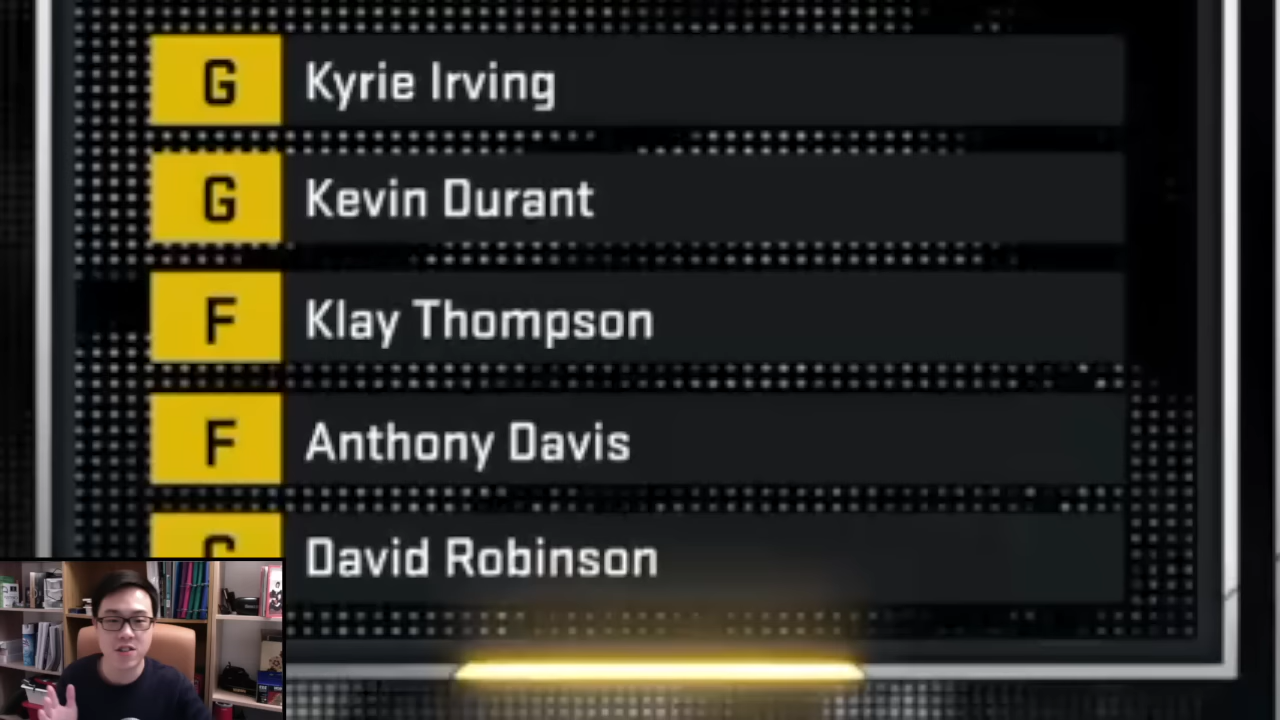 G Kyrie Irving
G Kevin Durant
F Klay Thompson
F Anthony Davis
C David Robinson